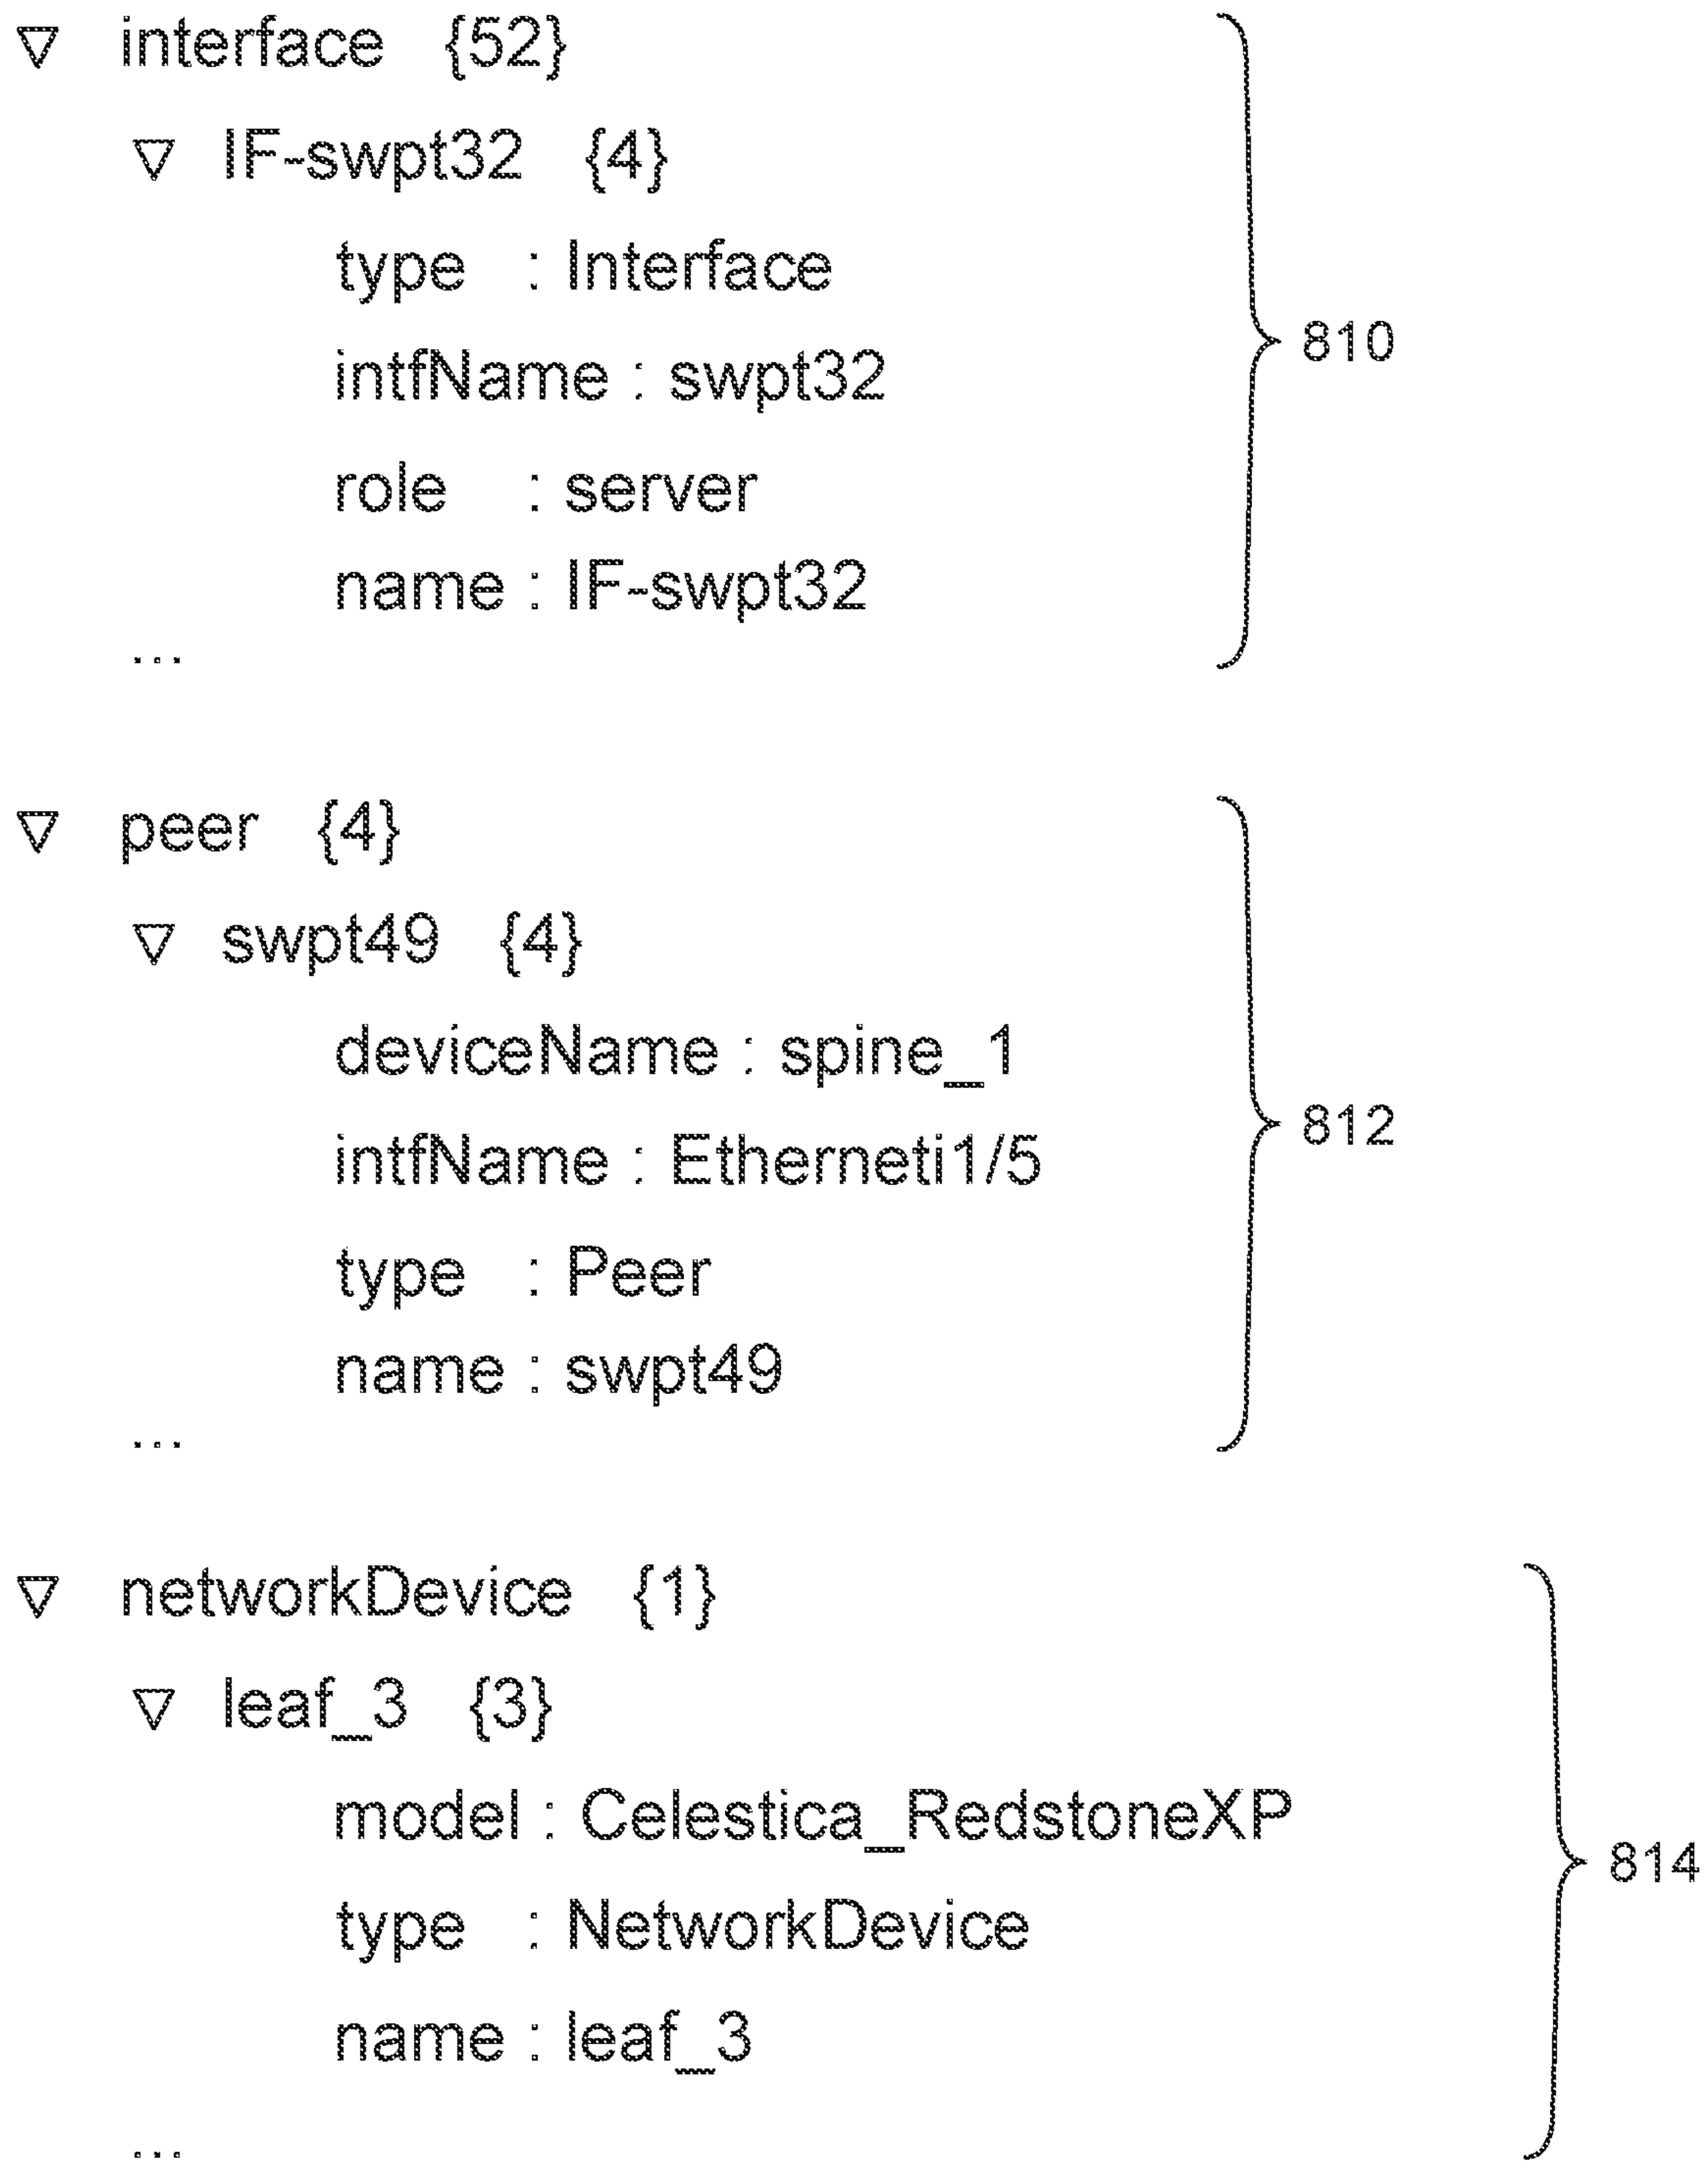 ▽ interface {52}
▽ IF-swpt32 {4}
type : Interface
intfName : swpt32
role : server
name : IF-swpt32
...
810
▽ peer {4}
▽ swpt49 {4}
deviceName : spine_1
intfName : Etherneti1/5
type : Peer
name : swpt49
...
812
▽ networkDevice {1}
▽ leaf_3 {3}
model : Celestica_RedstoneXP
type : NetworkDevice
name : leaf_3
...
814